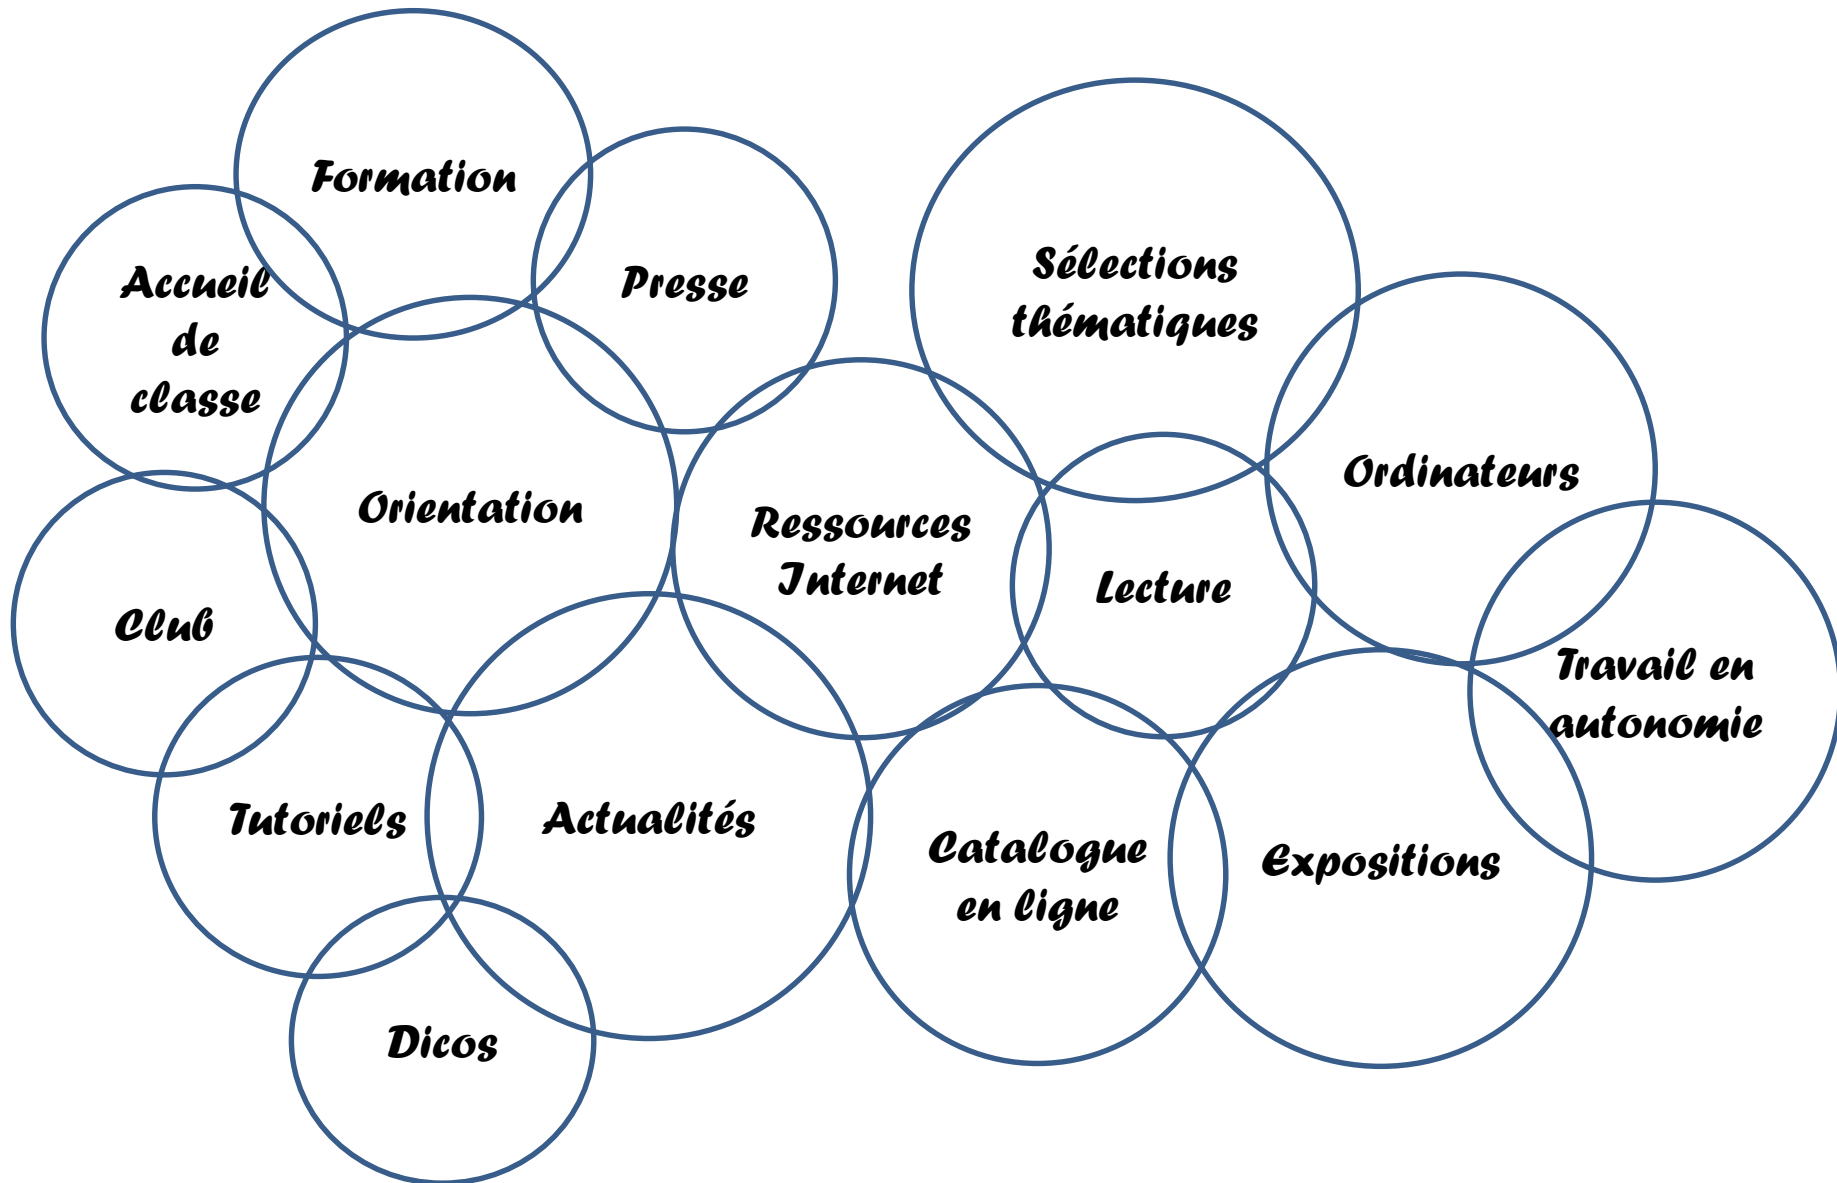 Formation
Accueil
de
classe
Presse
Sélections
thématiques
Orientation
Ressources
Internet
Lecture
Ordinateurs
Club
Travail en
autonomie
Tutoriels
Actualités
Catalogue
en ligne
Expositions
Dicos